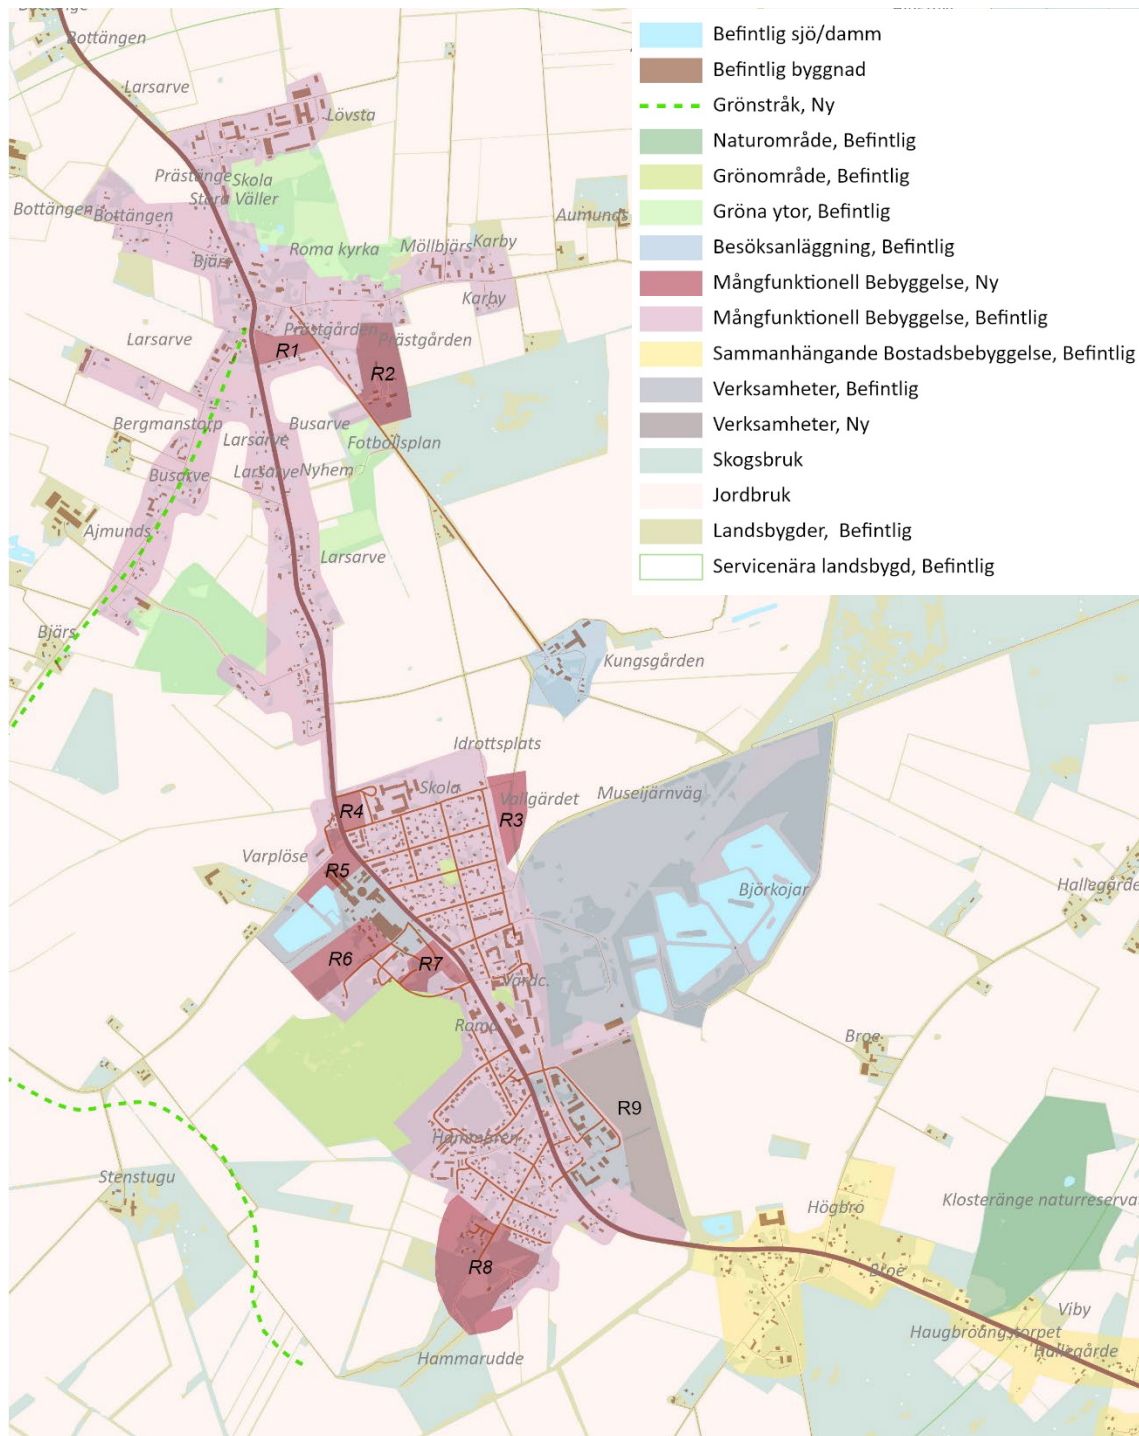 Bottänge
Bottängen
Larsarve
Lövsta
Prästänge
Skola
Stora Väller
Bottängen
Bottängen
Bjärs
Roma kyrka
Möllbjärs
Karby
Aumunds
Karby
Prästgården
Prästgården
Larsarve
R1
R2
Bergmanstorp
Busarve
Larsarve
Fotbollsplan
Busarve
Larsarve
Nyhem
Ajmunds
Larsarve
Bjärs
Kungsgården
Idrottsplats
Skola
Vallgärdet
Museijärnväg
R4
R3
Varplöse
R5
Björkojar
Hallegårde
R6
R7
Vårdc.
Roma
Broe
R9
Hammaren
Stenstugu
Högbro
Klosteränge naturreserva
R8
Broe
Viby
Haugbroängstorpet
Hallegårde
Hammarudde
Befintlig sjö/damm
Befintlig byggnad
Grönstråk, Ny
Naturområde, Befintlig
Grönområde, Befintlig
Gröna ytor, Befintlig
Besöksanläggning, Befintlig
Mångfunktionell Bebyggelse, Ny
Mångfunktionell Bebyggelse, Befintlig
Sammanhängande Bostadsbebyggelse, Befintlig
Verksamheter, Befintlig
Verksamheter, Ny
Skogsbruk
Jordbruk
Landsbygder, Befintlig
Servicenära landsbygd, Befintlig